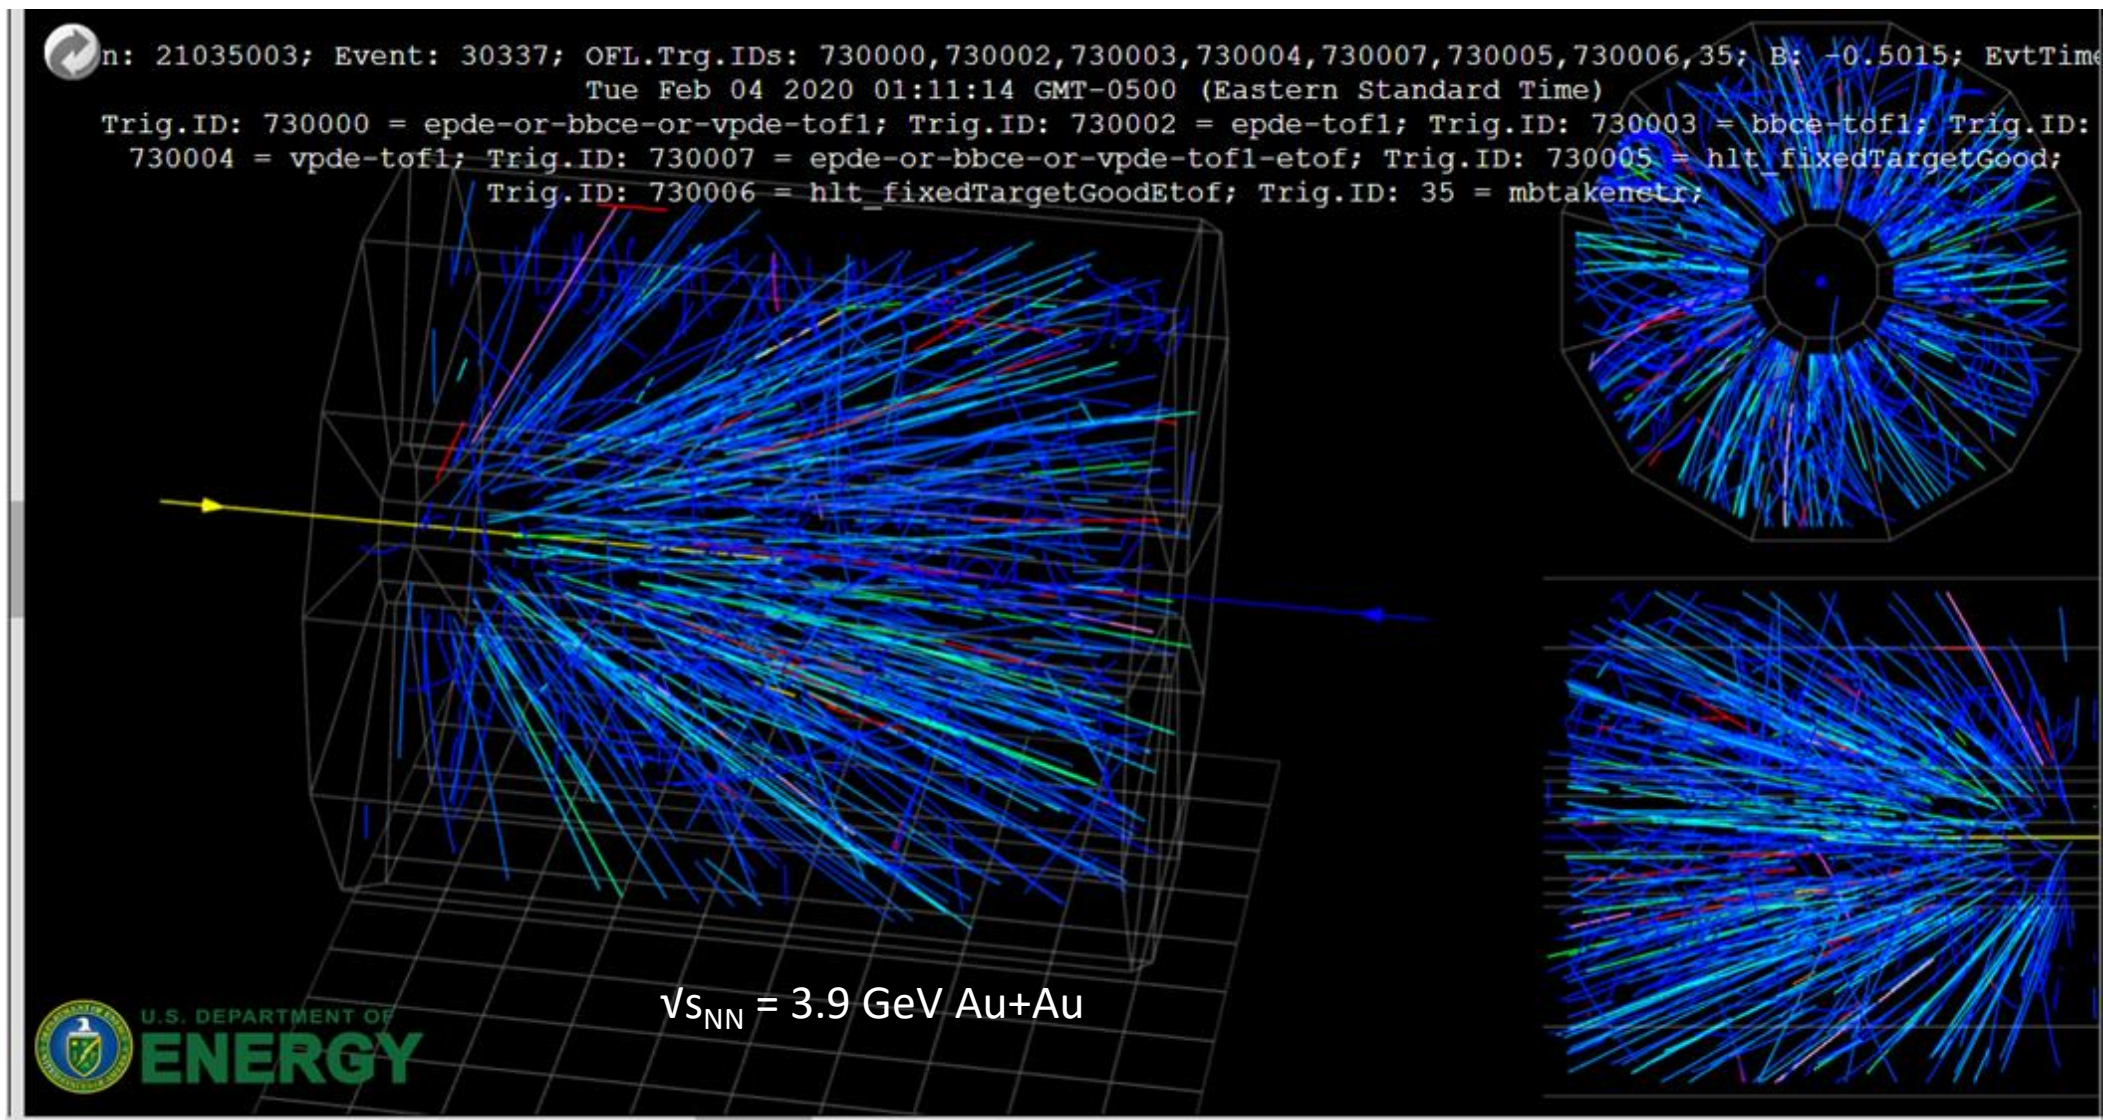 n: 21035003; Event: 30337; OFL.Trg.IDs: 730000,730002,730003,730004,730007,730005,730006,35; B: -0.5015; EvtTime
Tue Feb 04 2020 01:11:14 GMT-0500 (Eastern Standard Time)
Trig.ID: 730000 = epde-or-bbce-or-vpde-tof1; Trig.ID: 730002 = epde-tof1; Trig.ID: 730003 = bbce-tof1; Trig.ID:
730004 = vpde-tof1; Trig.ID: 730007 = epde-or-bbce-or-vpde-tof1-etof; Trig.ID: 730005 = hlt_fixedTargetGood;
Trig.ID: 730006 = hlt_fixedTargetGoodEtof; Trig.ID: 35 = mbtakenctr;
√sNN = 3.9 GeV Au+Au
U.S. DEPARTMENT OF
ENERGY